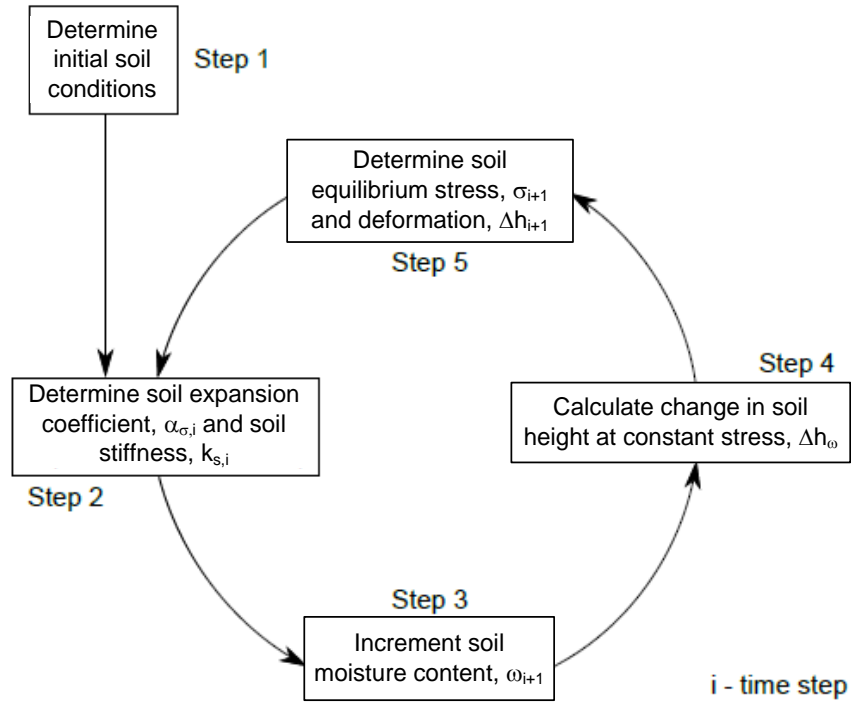 Determine
initial soil
conditions
Step 1
Determine soil
equilibrium stress, σi+1
and deformation, Δhi+1
Step 5
Step 4
Determine soil expansion
coefficient, ασ,i and soil
stiffness, ks,i
Step 2
Calculate change in soil
height at constant stress, Δhω
Step 3
Increment soil
moisture content, ωi+1
i - time step